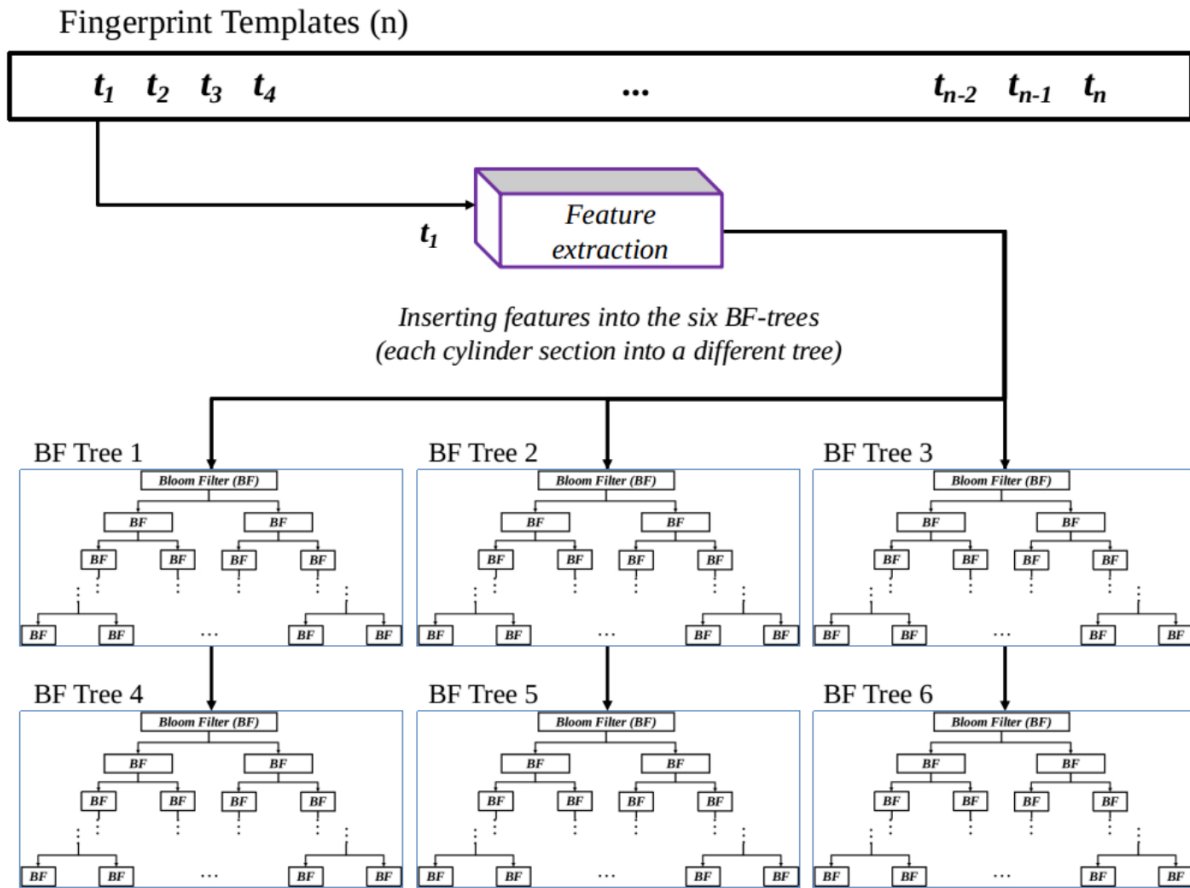 Fingerprint Templates (n)
t1 t2 t3 t4 ... tn-2 tn-1 tn
t1
Feature
extraction
Inserting features into the six BF-trees
(each cylinder section into a different tree)
BF Tree 1 BF Tree 2 BF Tree 3
Bloom Filter (BF) Bloom Filter (BF) Bloom Filter (BF)
BF BF BF BF BF BF
BF BF BF BF BF BF BF BF BF BF BF BF
BF BF ... BF BF BF BF ... BF BF BF BF ... BF BF
BF Tree 4 BF Tree 5 BF Tree 6
Bloom Filter (BF) Bloom Filter (BF) Bloom Filter (BF)
BF BF BF BF BF BF
BF BF BF BF BF BF BF BF BF BF BF BF
BF BF ... BF BF BF BF ... BF BF BF BF ... BF BF